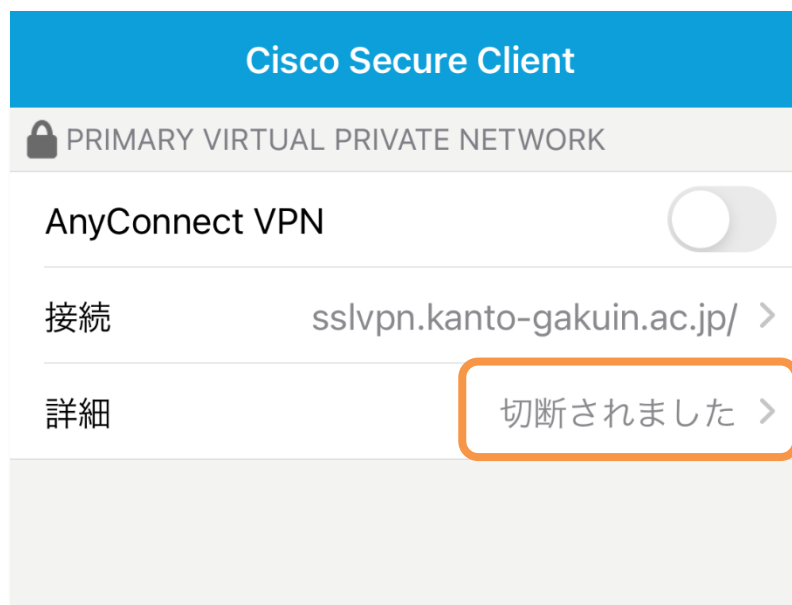 Cisco Secure Client
PRIMARY VIRTUAL PRIVATE NETWORK
AnyConnect VPN
接続 sslvpn.kanto-gakuin.ac.jp/
詳細 切断されました